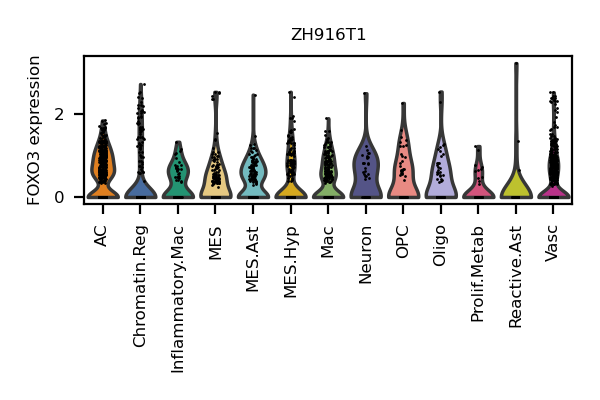 ZH916T1
FOXO3 expression
2
0
AC
Chromatin.Reg
Inflammatory.Mac
MES
MES.Ast
MES.Hyp
Mac
Neuron
OPC
Oligo
Prolif.Metab
Reactive.Ast
Vasc